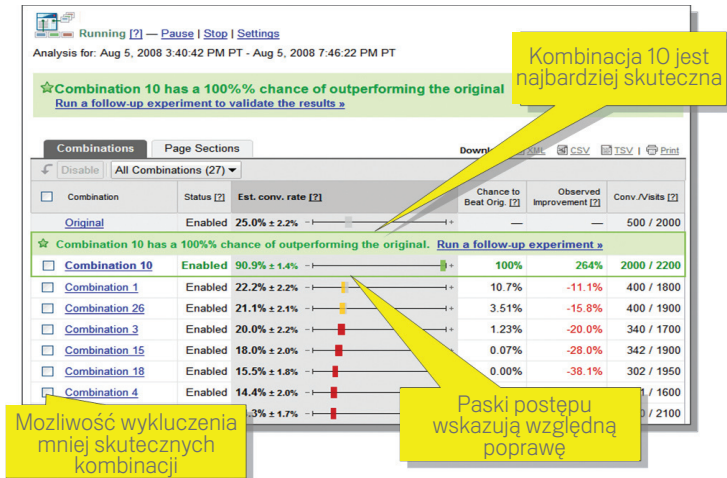 Running [?] — Pause | Stop | Settings
Analysis for: Aug 5, 2008 3:40:42 PM PT - Aug 5, 2008 7:46:22 PM PT
Kombinacja 10 jest
najbardziej skuteczna
Combination 10 has a 100%% chance of outperforming the original
Run a follow-up experiment to validate the results »
Combinations Page Sections XML CSV TSV | Print
Disable All Combinations (27)
Combination Status [?] Est. conv. rate [?] Chance to Beat Orig. [?] Observed Improvement [?] Conv./Visits [?]
Original Enabled 25.0% ± 2.2% — — 500 / 2000
Combination 10 has a 100%% chance of outperforming the original. Run a follow-up experiment »
Combination 10 Enabled 90.9% ± 1.4% 100% 264% 2000 / 2200
Combination 1 Enabled 22.2% ± 2.2% 10.7% -11.1% 400 / 1800
Combination 26 Enabled 21.1% ± 2.1% 3.51% -15.8% 400 / 1900
Combination 3 Enabled 20.0% ± 2.2% 1.23% -20.0% 340 / 1700
Combination 15 Enabled 18.0% ± 2.0% 0.07% -28.0% 342 / 1900
Combination 18 Enabled 15.5% ± 1.8% 0.00% -38.1% 302 / 1950
Combination 4 Enabled 14.4% ± 2.0% / 1600
± 1.7% / 2100
Możliwość wykluczenia
mniej skutecznych
kombinacji
Paski postępu
wskazują względną
poprawę